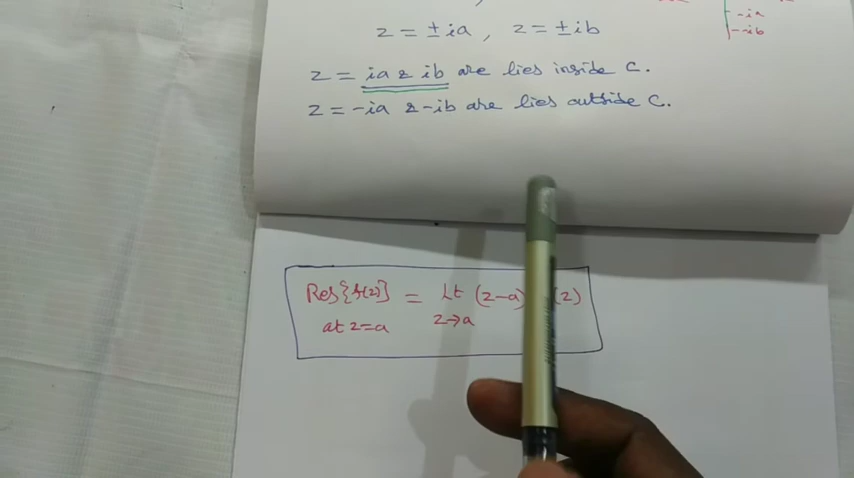 -ia
-ib
z = ±ia , z = ±ib
z = ia & ib are lies inside C.
z = -ia & -ib are lies outside C.
Res{f(z)} = Lt (z-a) (z)
at z=a z→a